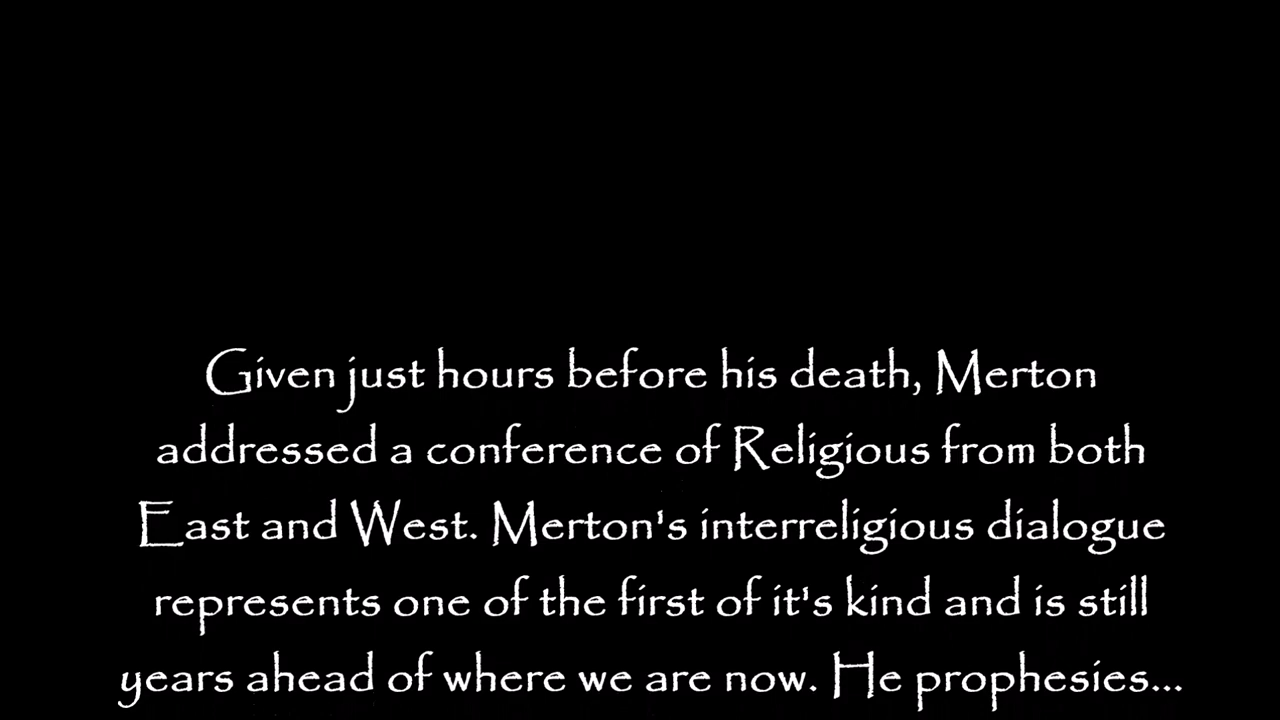 Given just hours before his death, Merton
addressed a conference of Religious from both
East and West. Merton's interreligious dialogue
represents one of the first of it's kind and is still
years ahead of where we are now. He prophesies...